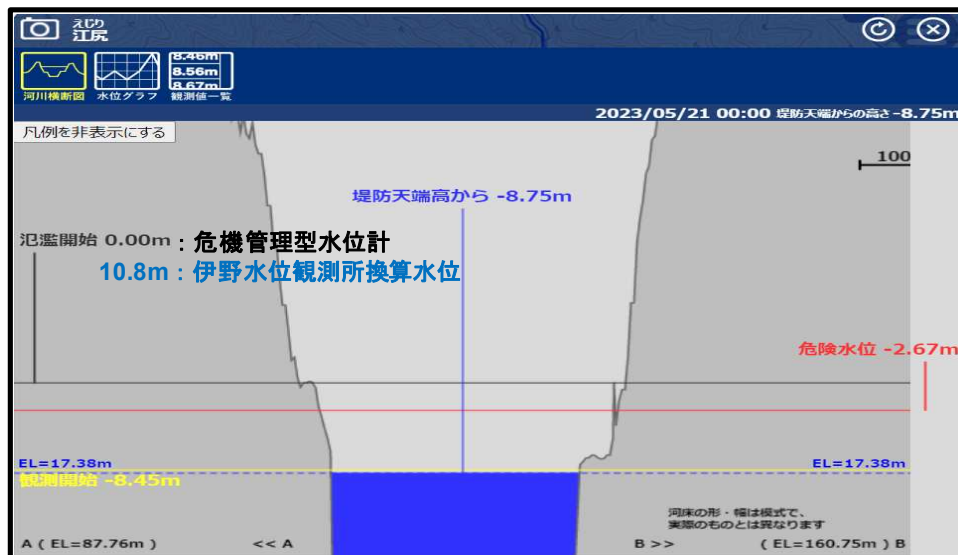 えじり
江尻
8.46m
8.56m
8.67m
河川横断図 水位グラフ 観測値一覧
2023/05/21 00:00 堤防天端からの高さ-8.75m
凡例を非表示にする
100
堤防天端高から -8.75m
氾濫開始 0.00m：危機管理型水位計
10.8m：伊野水位観測所換算水位
危険水位 -2.67m
EL=17.38m EL=17.38m
観測開始 -8.45m
河床の形・幅は模式で、
実際のものとは異なります
A ( EL=87.76m ) << A B >> ( EL=160.75m ) B